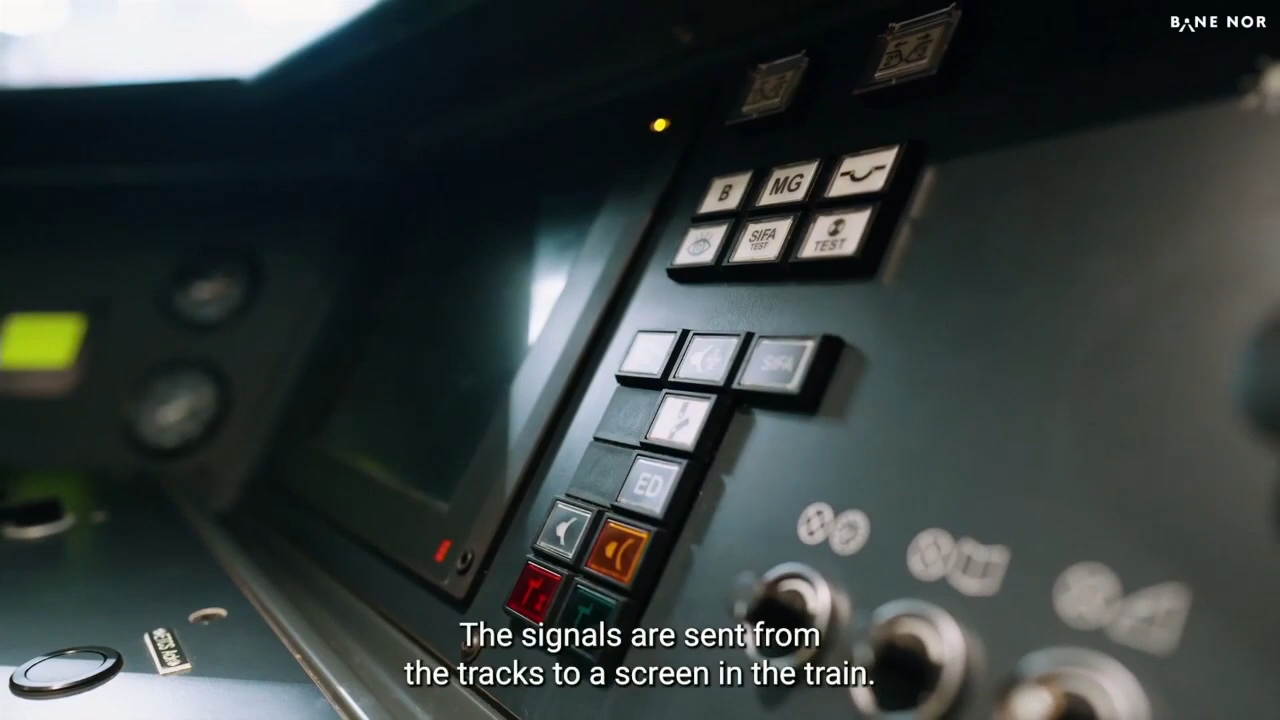 BANE NOR
B
MG
SIFA
TEST
TEST
SIFA
ED
The signals are sent from
the tracks to a screen in the train.